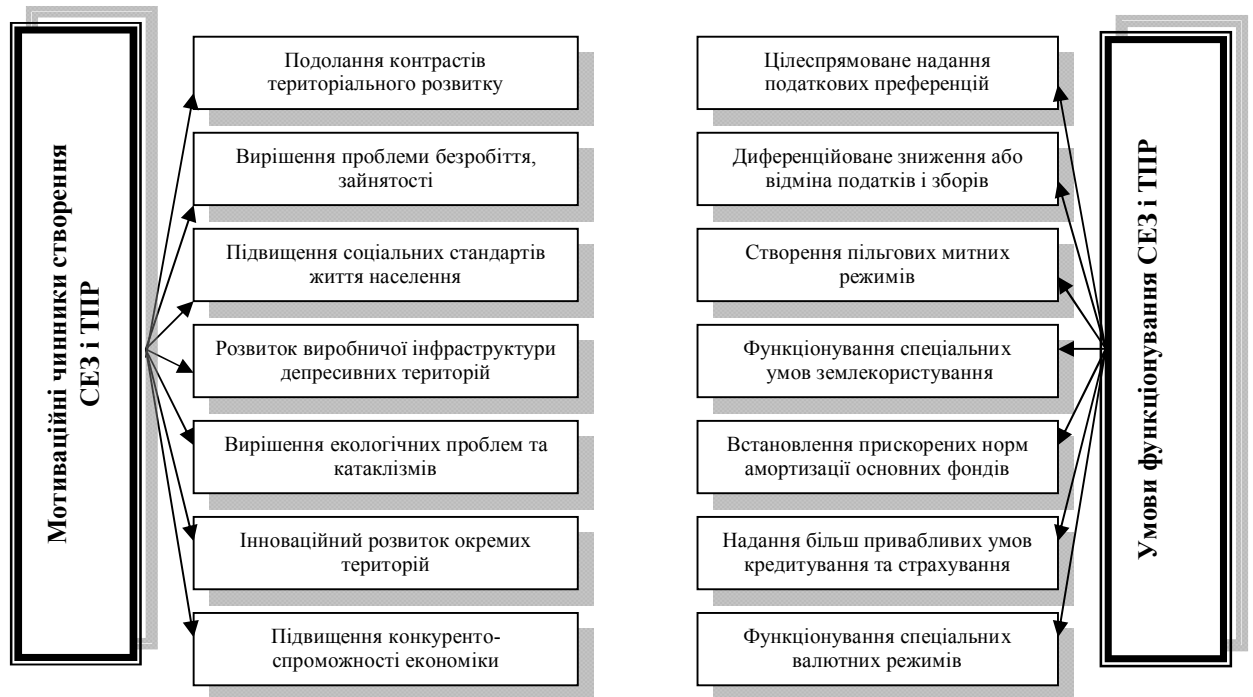 Мотиваційні чинники створення
СЕЗ і ТПР
Подолання контрастів
територіального розвитку
Вирішення проблеми безробіття,
зайнятості
Підвищення соціальних стандартів
життя населення
Розвиток виробничої інфраструктури
депресивних територій
Вирішення екологічних проблем та
катаклізмів
Інноваційний розвиток окремих
територій
Підвищення конкуренто-
спроможності економіки
Цілеспрямоване надання
податкових преференцій
Диференційоване зниження або
відміна податків і зборів
Створення пільгових митних
режимів
Функціонування спеціальних
умов землекористування
Встановлення прискорених норм
амортизації основних фондів
Надання більш привабливих умов
кредитування та страхування
Функціонування спеціальних
валютних режимів
Умови функціонування СЕЗ і ТПР